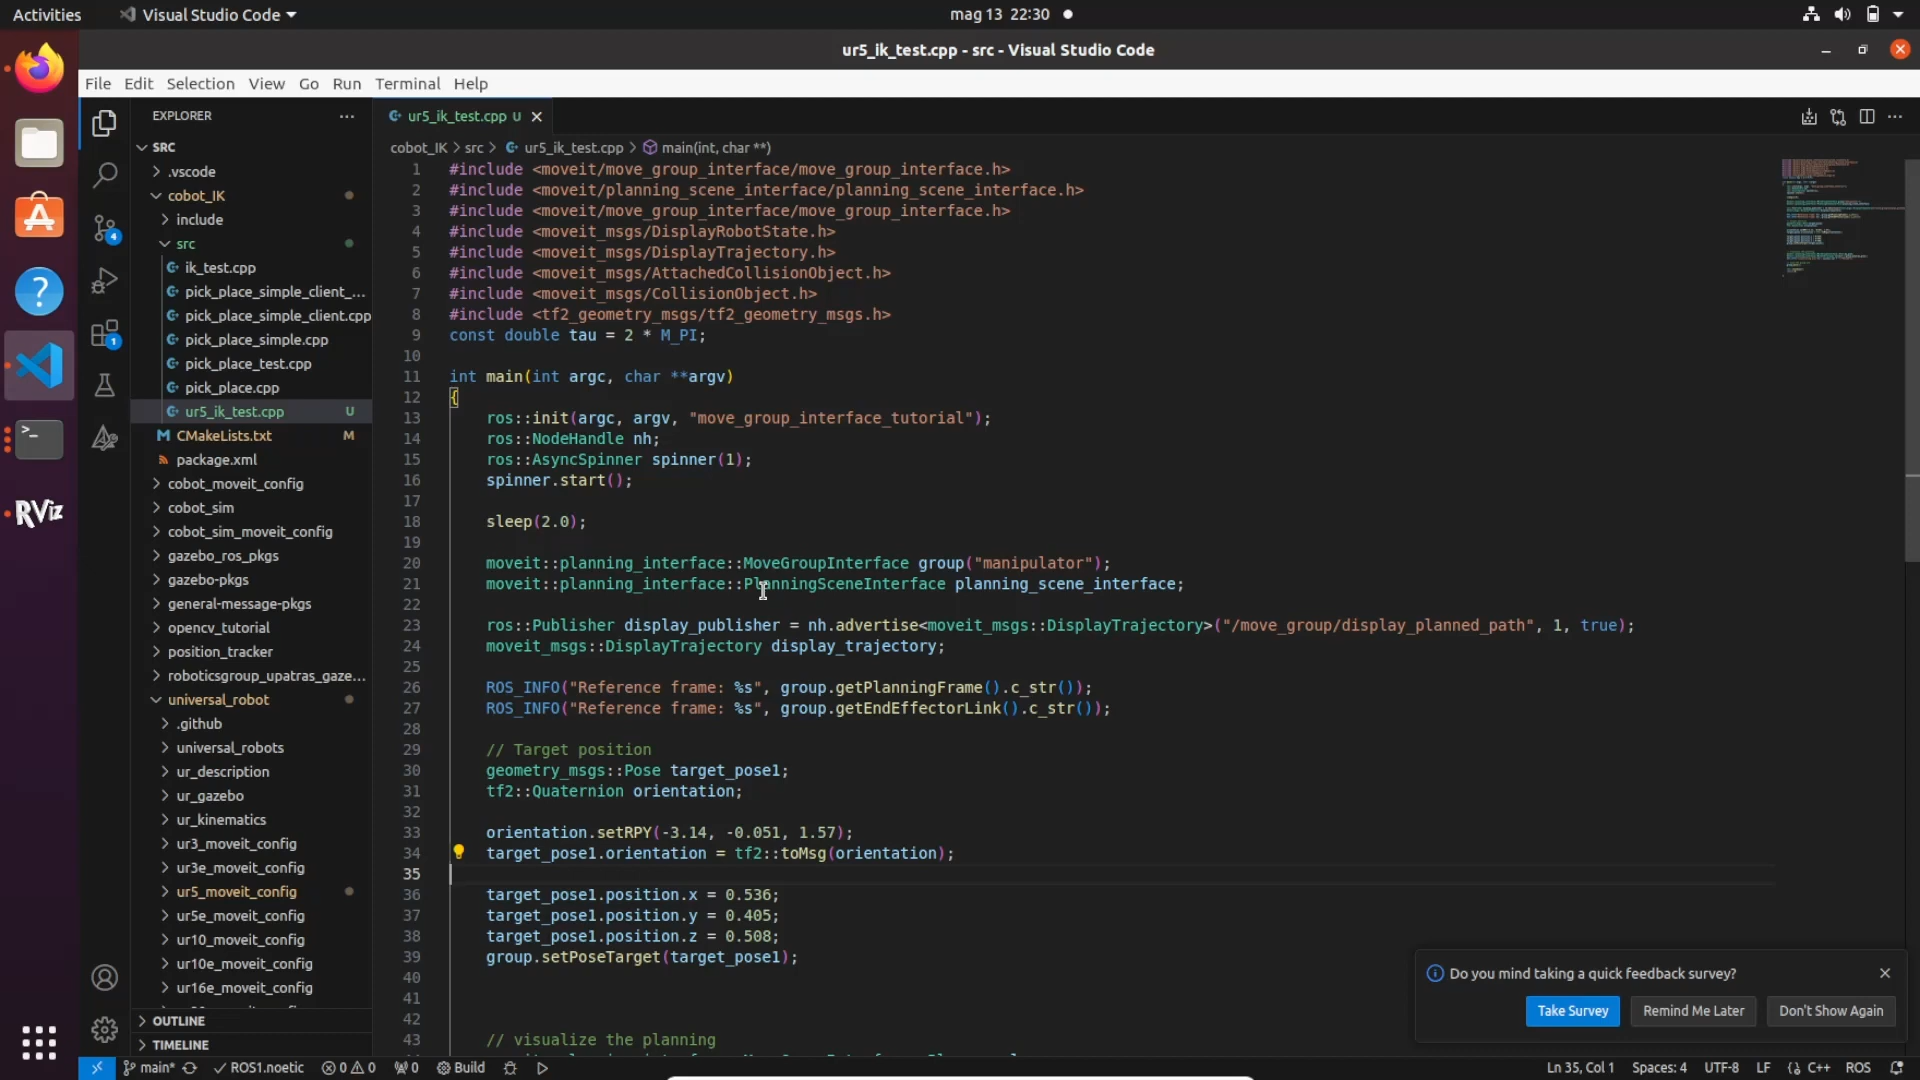 Activities
Visual Studio Code
mag 13 22:30
ur5_ik_test.cpp - src - Visual Studio Code
File Edit Selection View Go Run Terminal Help
EXPLORER
SRC
.vscode
cobot_IK
include
src
ik_test.cpp
pick_place_simple_client_...
pick_place_simple_client.cpp
pick_place_simple.cpp
pick_place_test.cpp
pick_place.cpp
ur5_ik_test.cpp U
CMakeLists.txt M
package.xml
cobot_moveit_config
cobot_sim
cobot_sim_moveit_config
gazebo_ros_pkgs
gazebo-pkgs
general-message-pkgs
opencv_tutorial
position_tracker
roboticsgroup_upatras_gaze...
universal_robot
.github
universal_robots
ur_description
ur_gazebo
ur_kinematics
ur3_moveit_config
ur3e_moveit_config
ur5_moveit_config
ur5e_moveit_config
ur10_moveit_config
ur10e_moveit_config
ur16e_moveit_config
OUTLINE
TIMELINE
4
1
RViz
ur5_ik_test.cpp U
cobot_IK > src > ur5_ik_test.cpp > main(int, char **)
1 #include <moveit/move_group_interface/move_group_interface.h>
2 #include <moveit/planning_scene_interface/planning_scene_interface.h>
3 #include <moveit/move_group_interface/move_group_interface.h>
4 #include <moveit_msgs/DisplayRobotState.h>
5 #include <moveit_msgs/DisplayTrajectory.h>
6 #include <moveit_msgs/AttachedCollisionObject.h>
7 #include <moveit_msgs/CollisionObject.h>
8 #include <tf2_geometry_msgs/tf2_geometry_msgs.h>
9 const double tau = 2 * M_PI;
10
11 int main(int argc, char **argv)
12 {
13 ros::init(argc, argv, "move_group_interface_tutorial");
14 ros::NodeHandle nh;
15 ros::AsyncSpinner spinner(1);
16 spinner.start();
17
18 sleep(2.0);
19
20 moveit::planning_interface::MoveGroupInterface group("manipulator");
21 moveit::planning_interface::PlanningSceneInterface planning_scene_interface;
22
23 ros::Publisher display_publisher = nh.advertise<moveit_msgs::DisplayTrajectory>("/move_group/display_planned_path", 1, true);
24 moveit_msgs::DisplayTrajectory display_trajectory;
25
26 ROS_INFO("Reference frame: %s", group.getPlanningFrame().c_str());
27 ROS_INFO("Reference frame: %s", group.getEndEffectorLink().c_str());
28
29 // Target position
30 geometry_msgs::Pose target_pose1;
31 tf2::Quaternion orientation;
32
33 orientation.setRPY(-3.14, -0.051, 1.57);
34 target_pose1.orientation = tf2::toMsg(orientation);
35
36 target_pose1.position.x = 0.536;
37 target_pose1.position.y = 0.405;
38 target_pose1.position.z = 0.508;
39 group.setPoseTarget(target_pose1);
40
41
42
43 // visualize the planning
Do you mind taking a quick feedback survey?
Take Survey Remind Me Later Don't Show Again
main* ROS1.noetic 0 0 0 Build
Ln 35, Col 1 Spaces: 4 UTF-8 LF C++ ROS